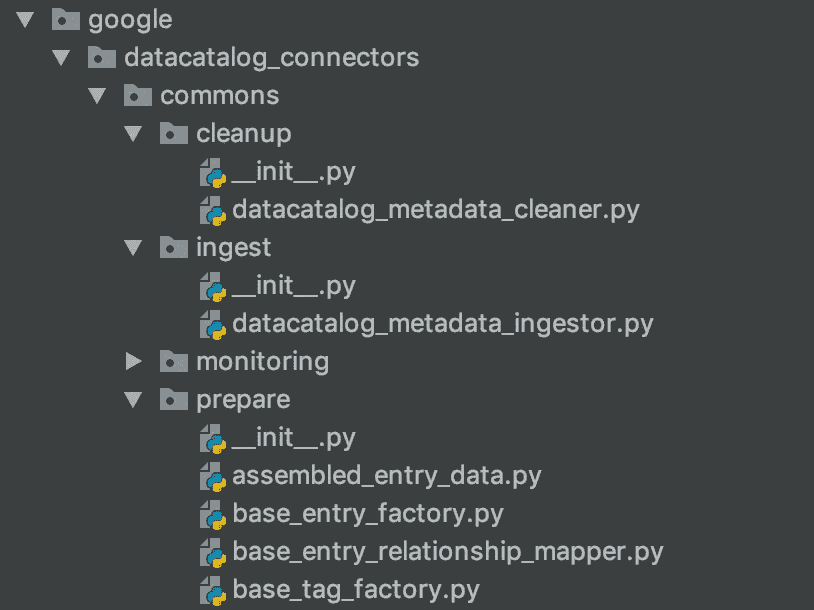 google
datacatalog_connectors
commons
cleanup
__init__.py
datacatalog_metadata_cleaner.py
ingest
__init__.py
datacatalog_metadata_ingestor.py
monitoring
prepare
__init__.py
assembled_entry_data.py
base_entry_factory.py
base_entry_relationship_mapper.py
base_tag_factory.py